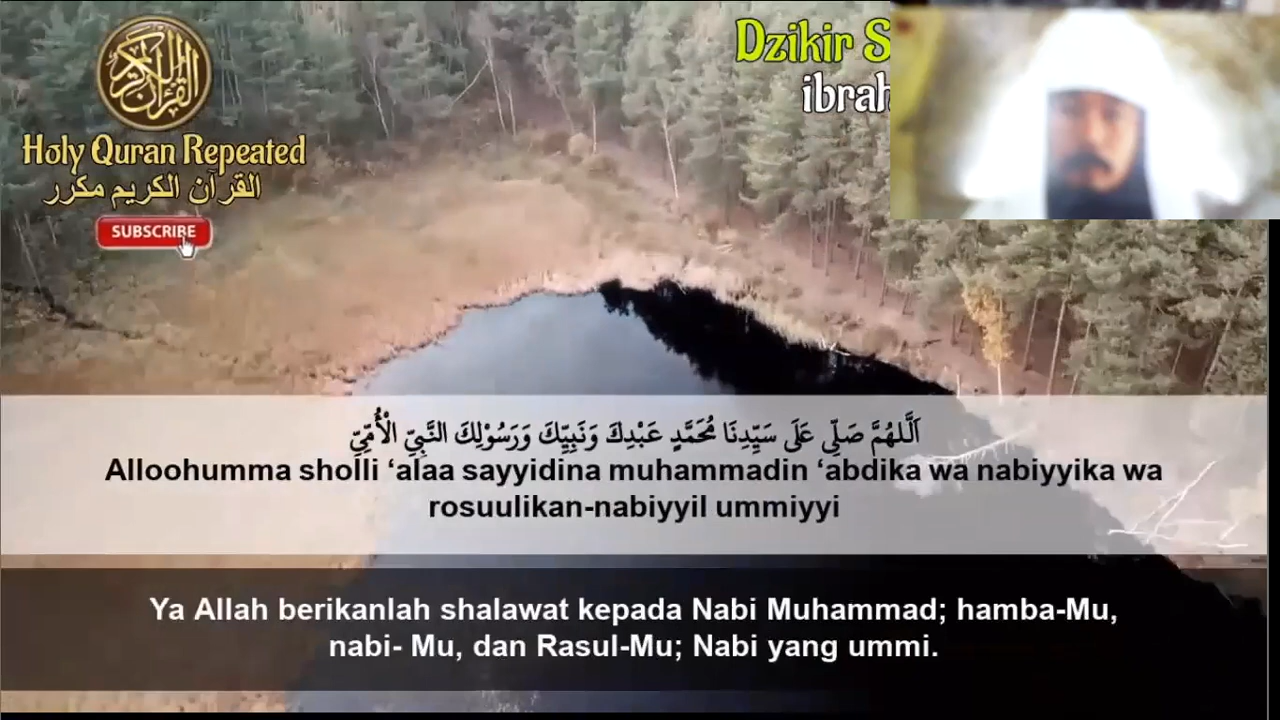 Holy Quran Repeated
القرآن الكريم مكرر
SUBSCRIBE
Dzikir
اَللّٰهُمَّ صَلِّى عَلَى سَيِّدِنَا مُحَمَّدٍ عَبْدِكَ وَنَبِيِّكَ وَرَسُوْلِكَ النَّبِيِّ الْأُمِّيِّ
Alloohumma sholli ‘alaa sayyidina muhammadin ‘abdika wa nabiyyika wa
rosuulikan-nabiyyil ummiyyi
Ya Allah berikanlah shalawat kepada Nabi Muhammad; hamba-Mu,
nabi- Mu, dan Rasul-Mu; Nabi yang ummi.